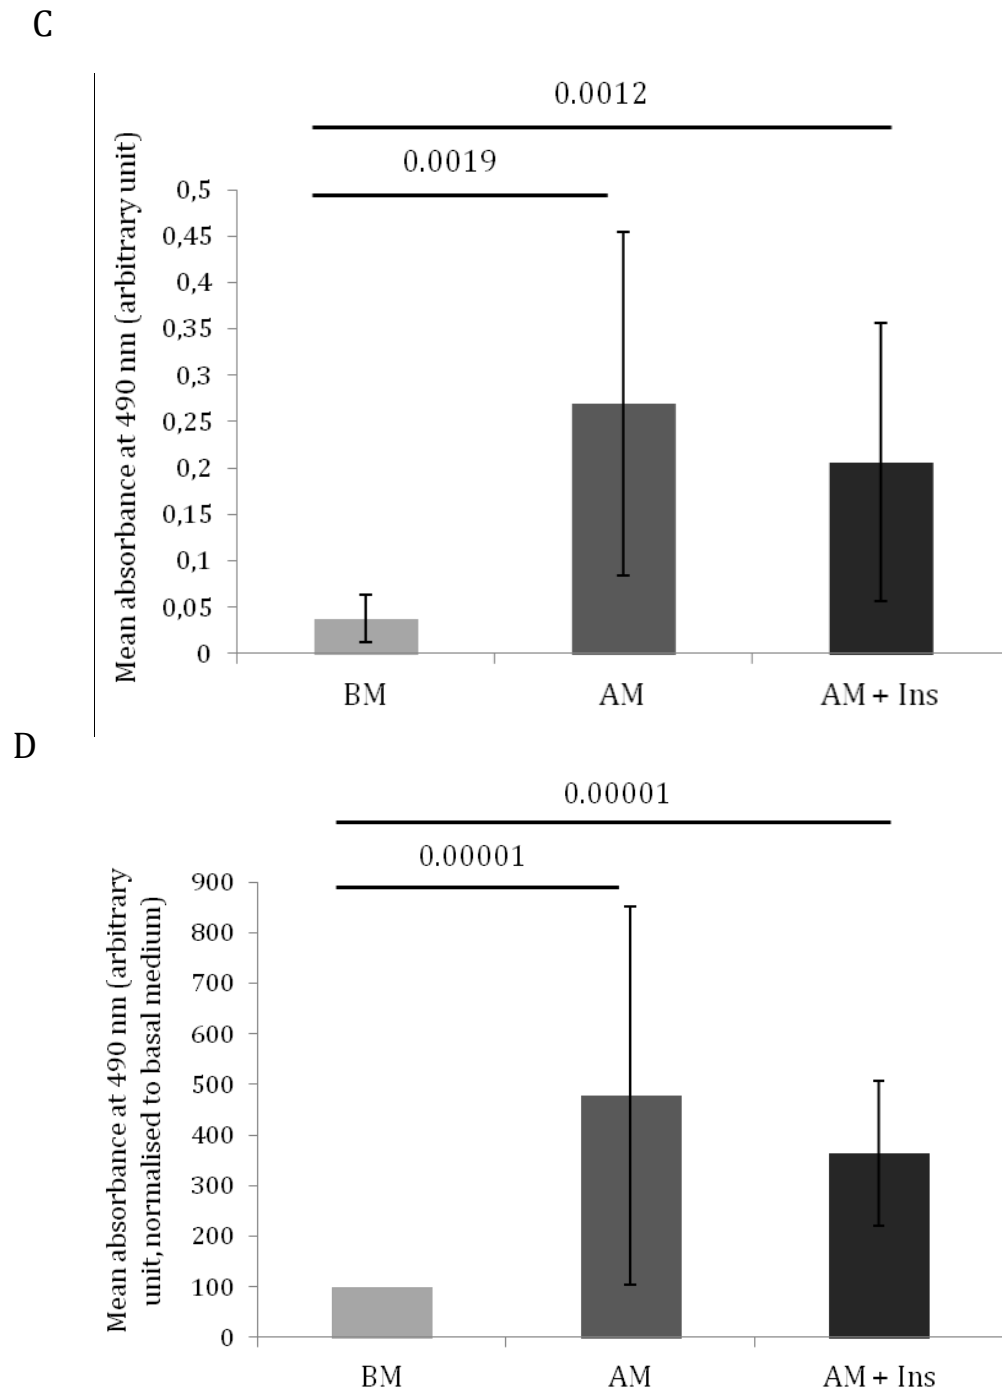 C
0.0012
0.0019
Mean absorbance at 490 nm (arbitrary unit)
0,5
0,45
0,4
0,35
0,3
0,25
0,2
0,15
0,1
0,05
0
BM
AM
AM + Ins
D
0.00001
0.00001
Mean absorbance at 490 nm (arbitrary
unit,normalised to basal medium)
900
800
700
600
500
400
300
200
100
0
BM
AM
AM + Ins